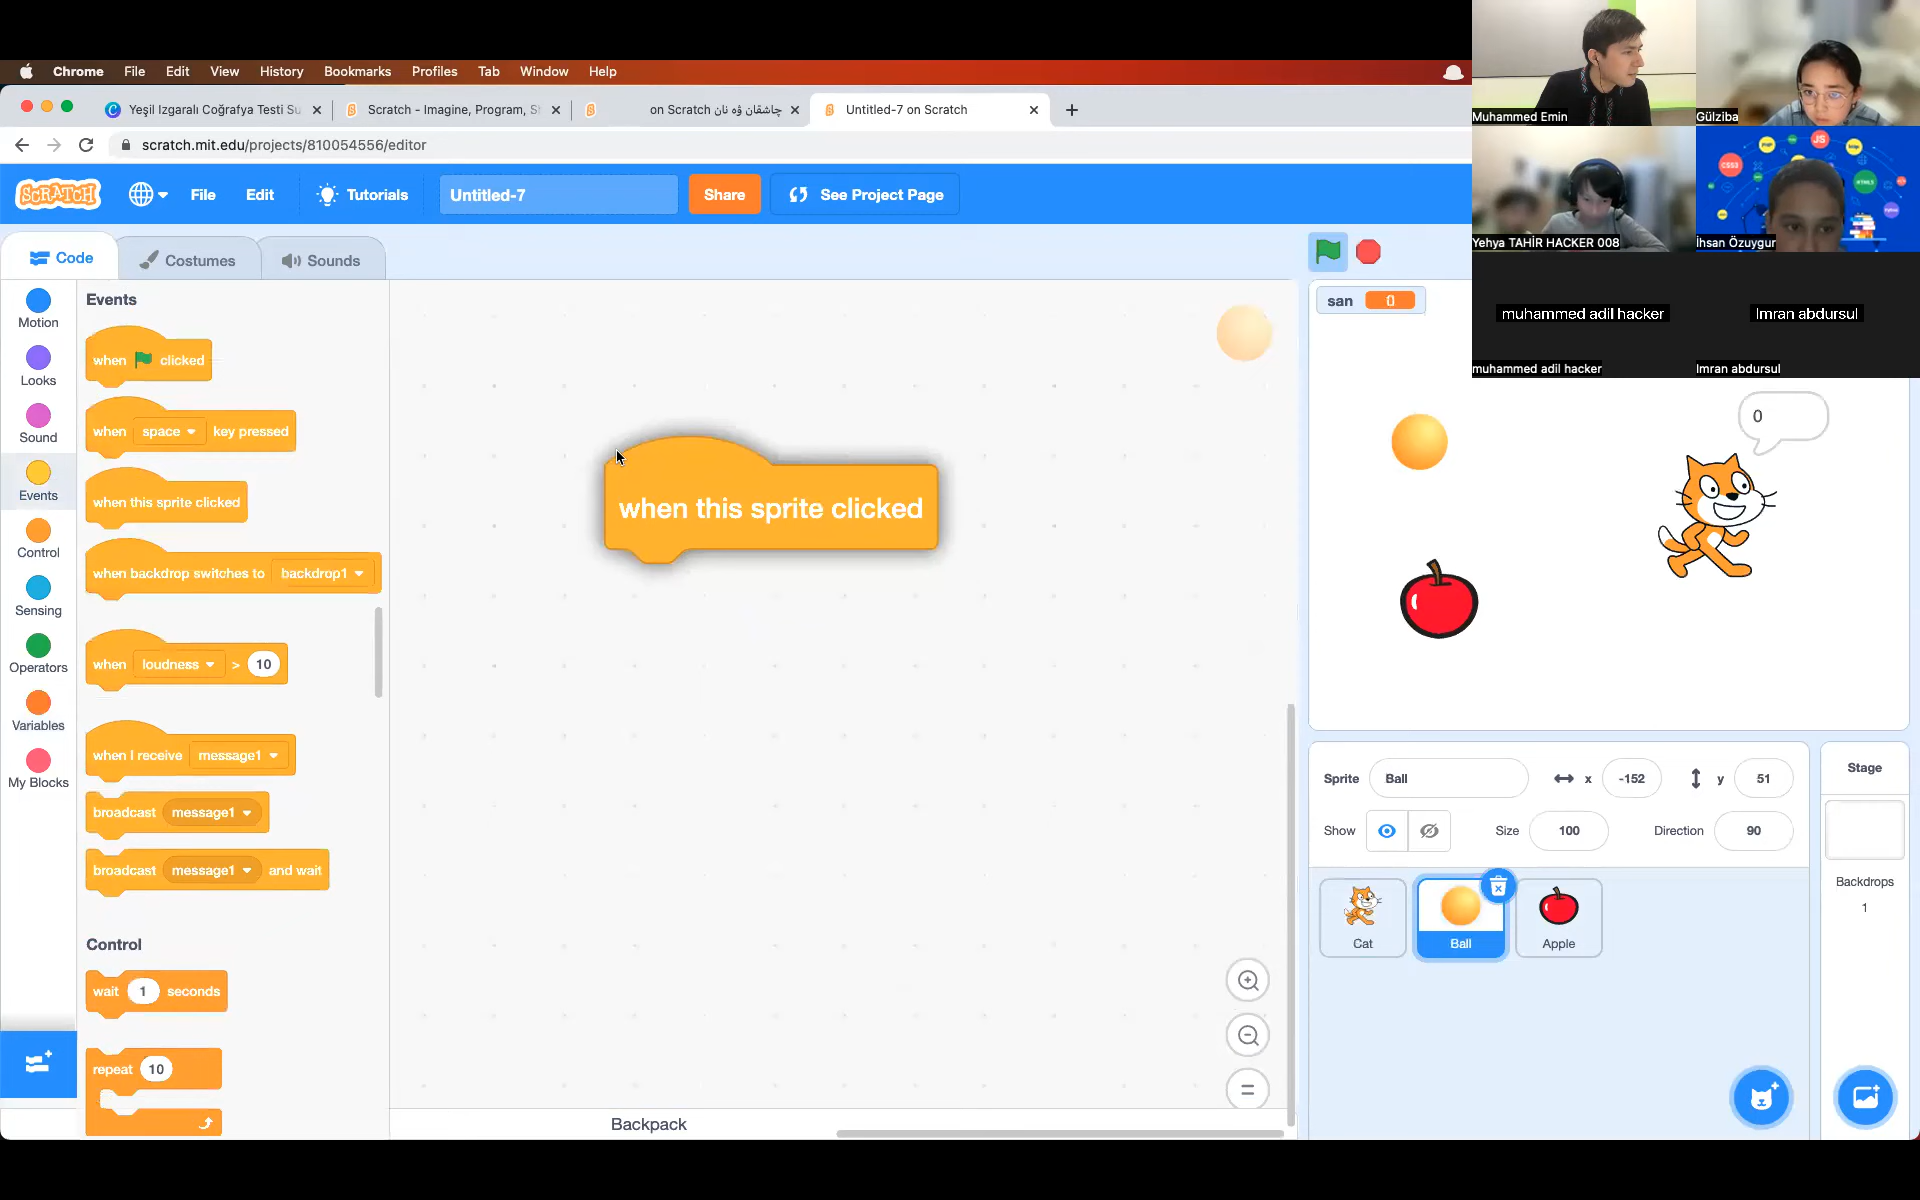 Chrome File Edit View History Bookmarks Profiles Tab Window Help
Yeşil Izgaralı Coğrafya Testi Su
Scratch - Imagine, Program, S
چاشقان ۋە نان on Scratch
Untitled-7 on Scratch
scratch.mit.edu/projects/810054556/editor
SCRATCH
File
Edit
Tutorials
Untitled-7
Share
See Project Page
Code
Costumes
Sounds
Motion
Looks
Sound
Events
Control
Sensing
Operators
Variables
My Blocks
Events
when clicked
when space key pressed
when this sprite clicked
when backdrop switches to backdrop1
when loudness > 10
when I receive message1
broadcast message1
broadcast message1 and wait
Control
wait 1 seconds
repeat 10
when this sprite clicked
Backpack
san 0
0
Sprite Ball x -152 y 51
Show Size 100 Direction 90
Cat
Ball
Apple
Stage
Backdrops
1
Muhammed Emin
Gülziba
Yehya TAHİR HACKER 008
CSS3
PHP
JS
HTML5
İhsan Özuygur
muhammed adil hacker
Imran abdursul
muhammed adil hacker
Imran abdursul